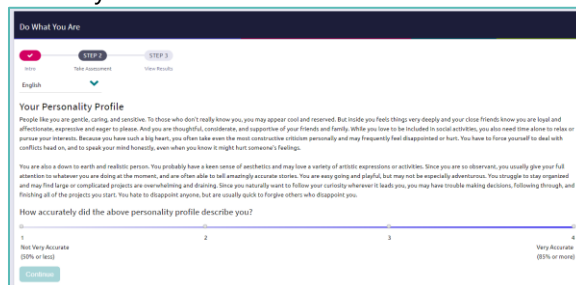 Do What You Are
STEP 2
STEP 3
Intro
Take Assessment
View Results
English
Your Personality Profile
People like you are gentle, caring, and sensitive. To those who don't really know you, you may appear cool and reserved. But inside you feels things very deeply and your close friends know you are loyal and
affectionate, expressive and eager to please. And you are thoughtful, considerate, and supportive of your friends and family. While you love to be included in social activities, you also need time alone to relax or
pursue your interests. Because you have such a big heart, you often take even the most constructive criticism personally and may frequently feel disappointed or hurt. You have to force yourself to deal with
conflicts head on, and to speak your mind honestly, even when you know it might hurt someone's feelings.
You are also a down to earth and realistic person. You probably have a keen sense of aesthetics and may love a variety of artistic expressions or activities. Since you are so observant, you usually give your full
attention to whatever you are doing at the moment, and are often able to tell amazingly accurate stories. You are easy going and playful, but may not be especially adventurous. You struggle to stay organized
and may find large or complicated projects are overwhelming and draining. Since you naturally want to follow your curiosity wherever it leads you, you may have trouble making decisions, following through, and
finishing all of the projects you start. You hate to disappoint anyone, but are usually quick to forgive others who disappoint you.
How accurately did the above personality profile describe you?
1 2 3 4
Not Very Accurate Very Accurate
(50% or less) (85% or more)
Continue